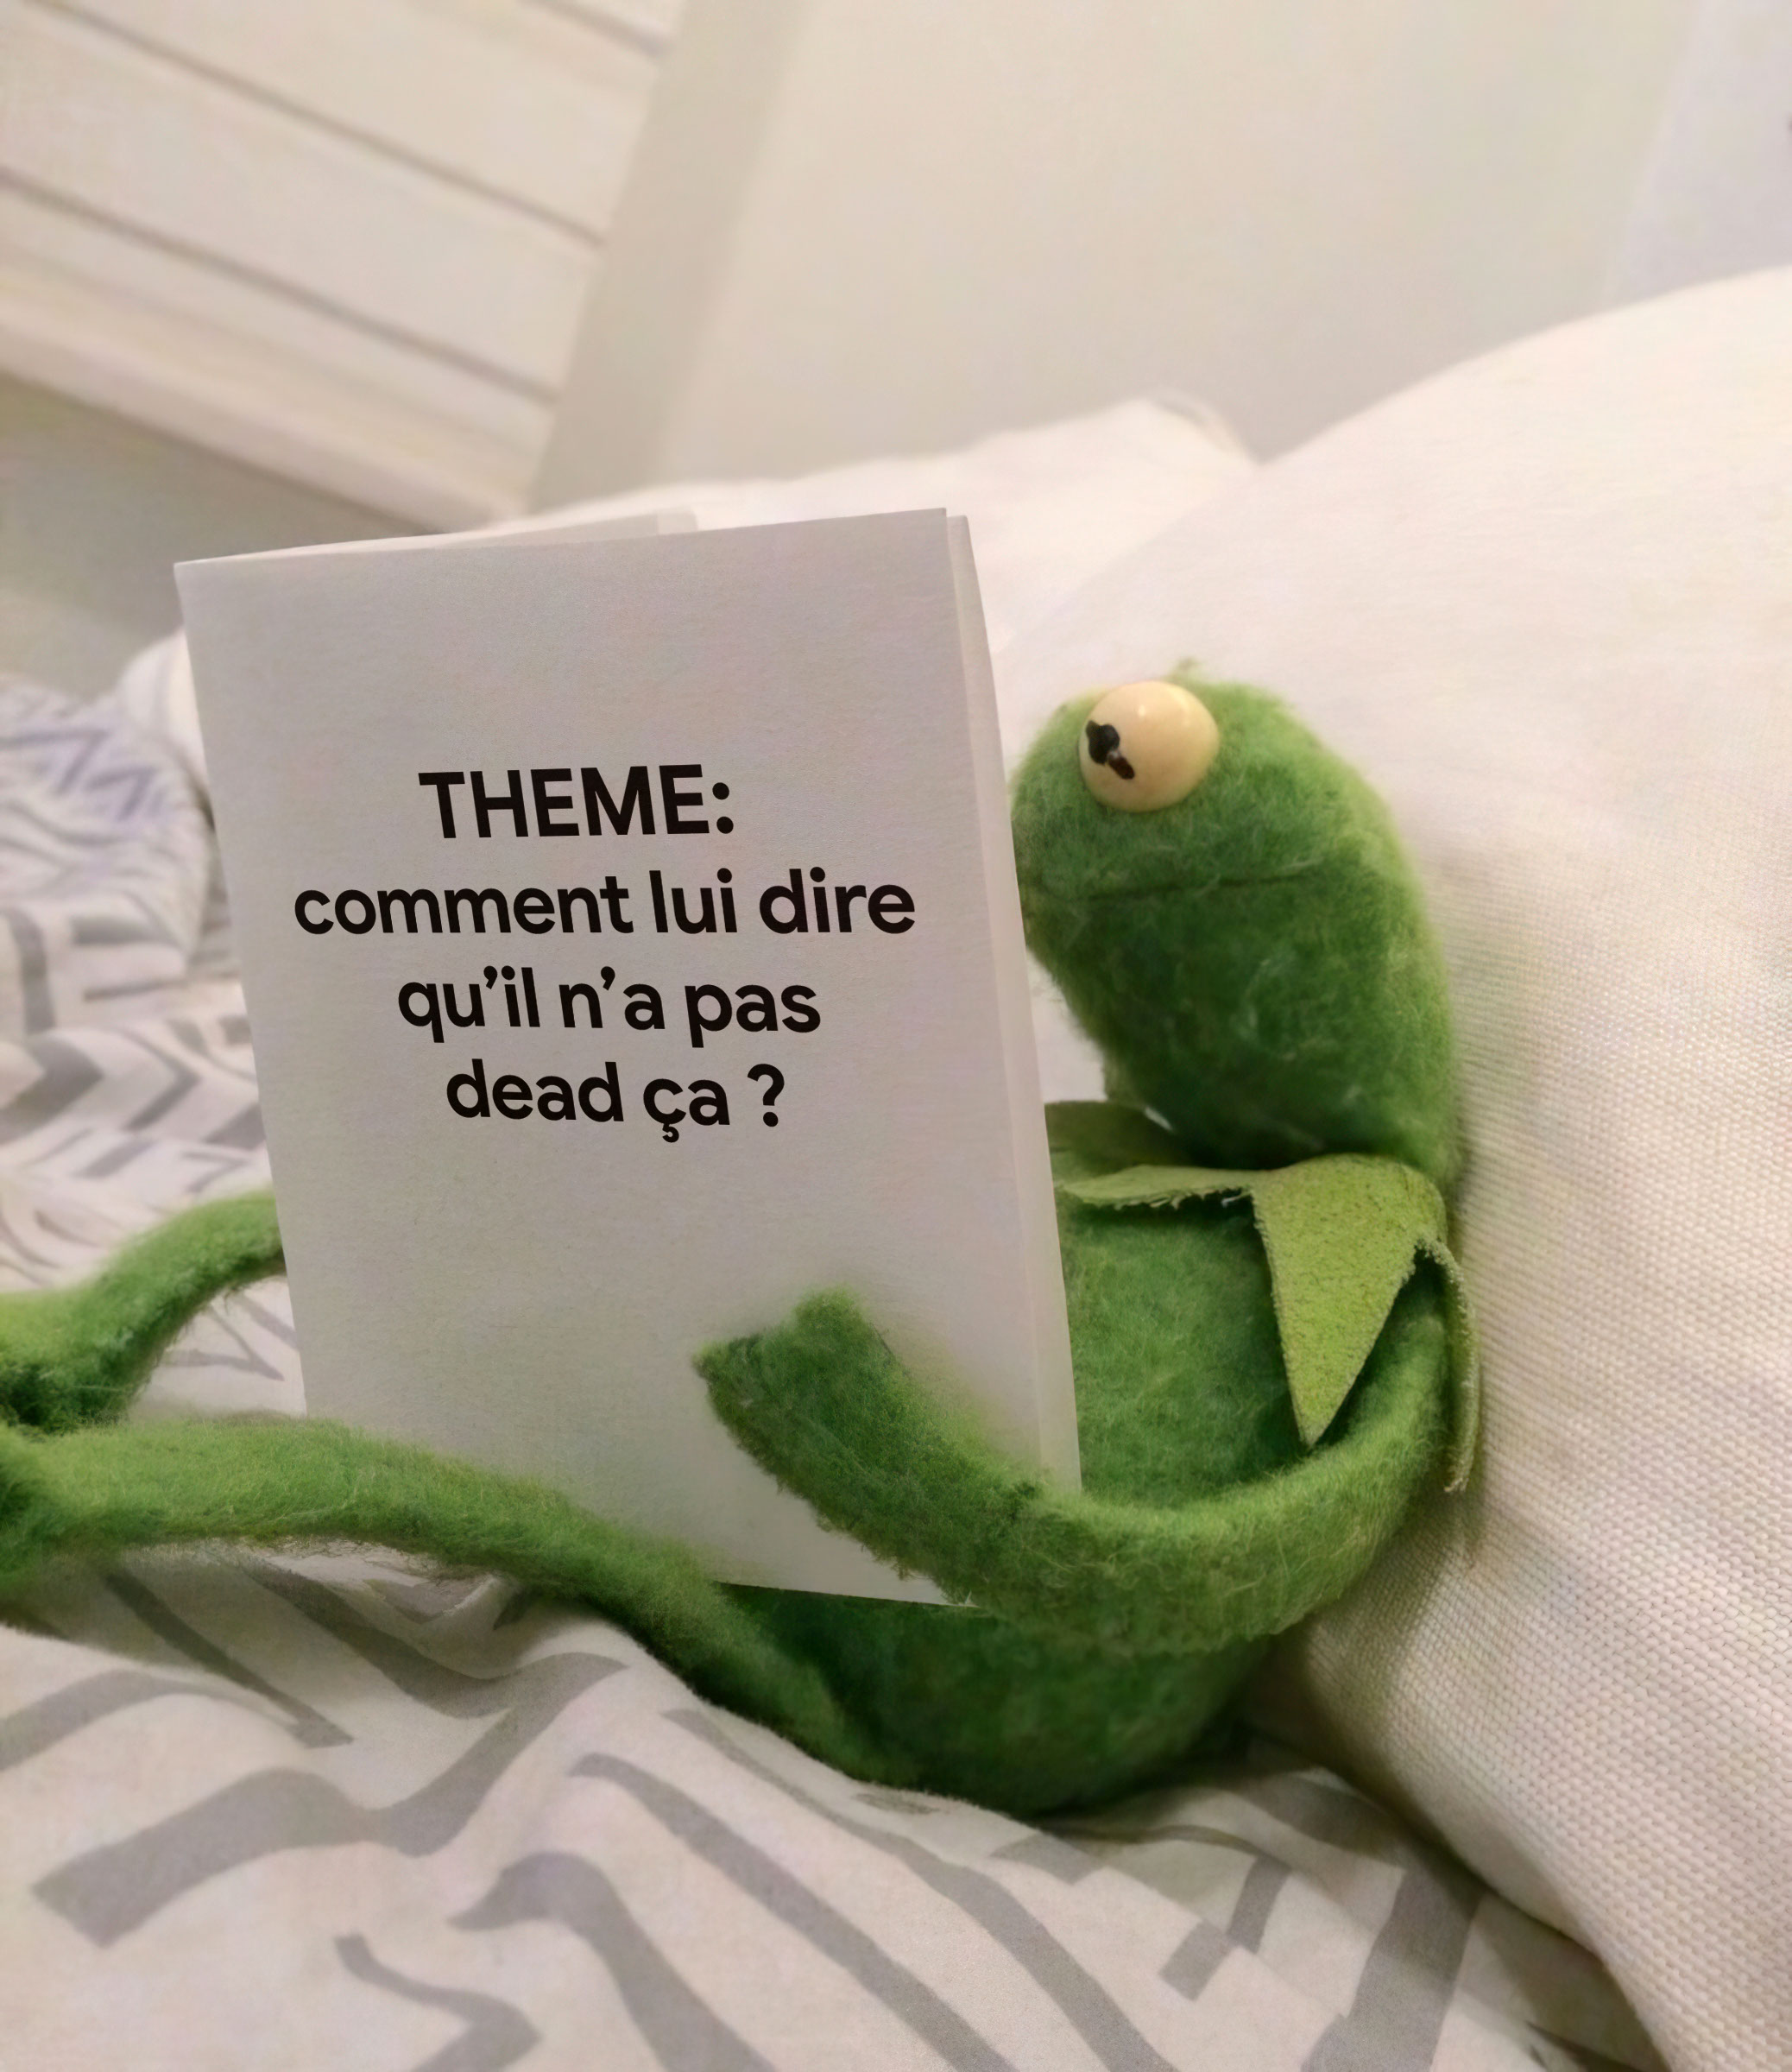 THEME:
comment lui dire
qu’il n’a pas
dead ça ?